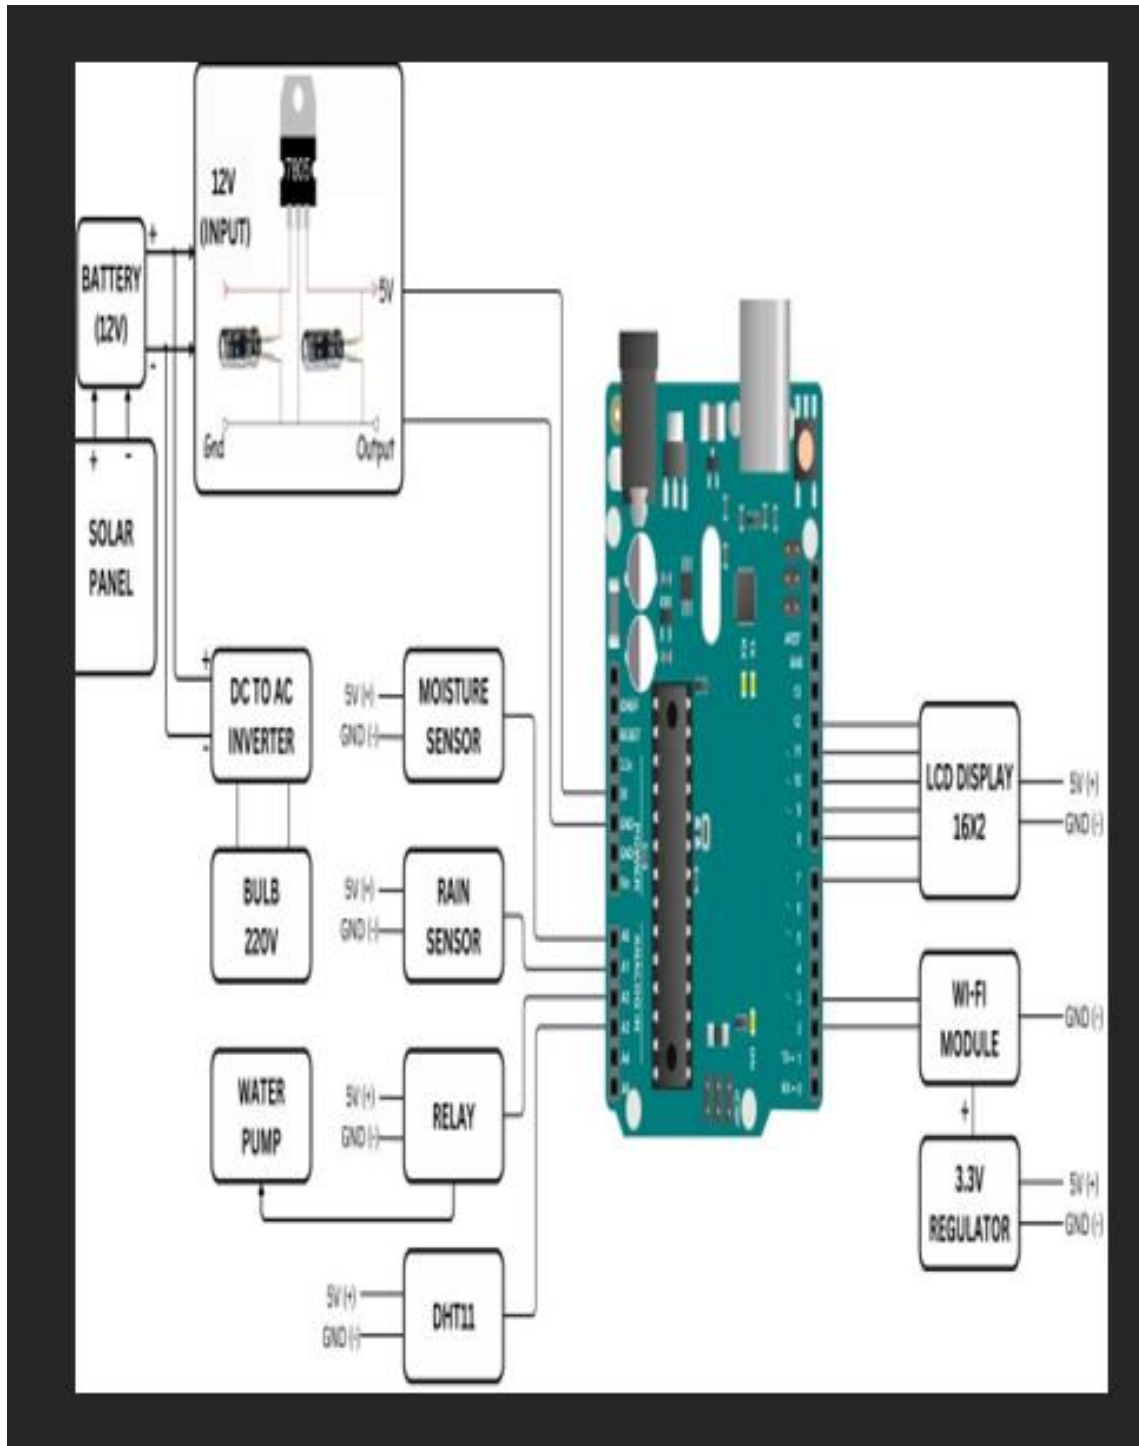 7805
12V
(INPUT)
5V
Gnd
Output
+
BATTERY
(12V)
-
+ -
SOLAR
PANEL
+
DC TO AC
INVERTER
-
BULB
220V
5V (+)
GND (-)
MOISTURE
SENSOR
5V (+)
GND (-)
RAIN
SENSOR
WATER
PUMP
5V (+)
GND (-)
RELAY
5V (+)
GND (-)
DHT11
LCD DISPLAY
16X2
5V (+)
GND (-)
WI-FI
MODULE
GND (-)
+
3.3V
REGULATOR
5V (+)
GND (-)